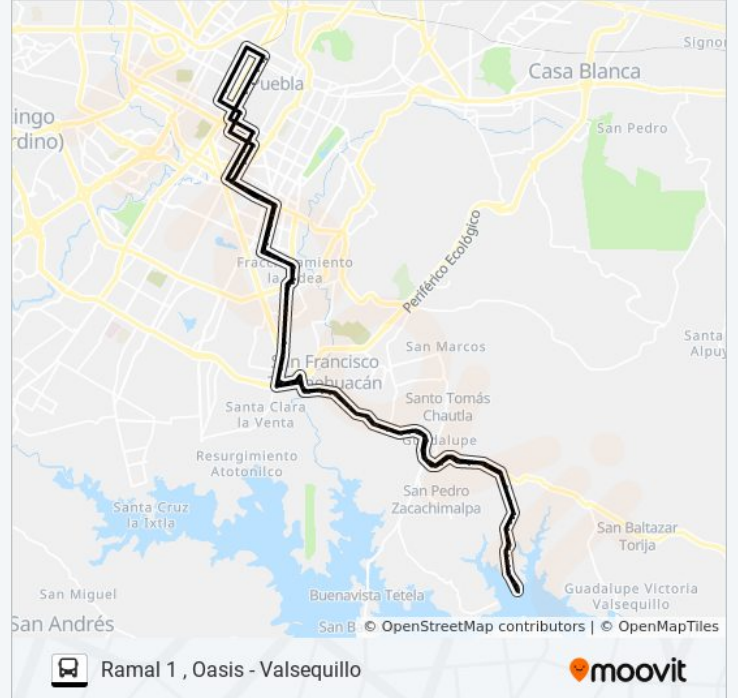 Signor
Puebla
Casa Blanca
ingo
rdino)
San Pedro
Periférico Ecológico
Santa
Alpuy
San Marcos
San Francisco
Santo Tomás
Chautla
Santa Clara
la Venta
Guadalupe
Resurgimiento
Atotonilco
San Pedro
Zacachimalpa
Santa Cruz
la Ixtla
San Baltazar
Torija
San Miguel
Buenavista Tetela
Guadalupe Victoria
Valsequillo
San Andrés
San B
© OpenStreetMap contributors | © OpenMapTiles
Ramal 1 , Oasis - Valsequillo
moovit